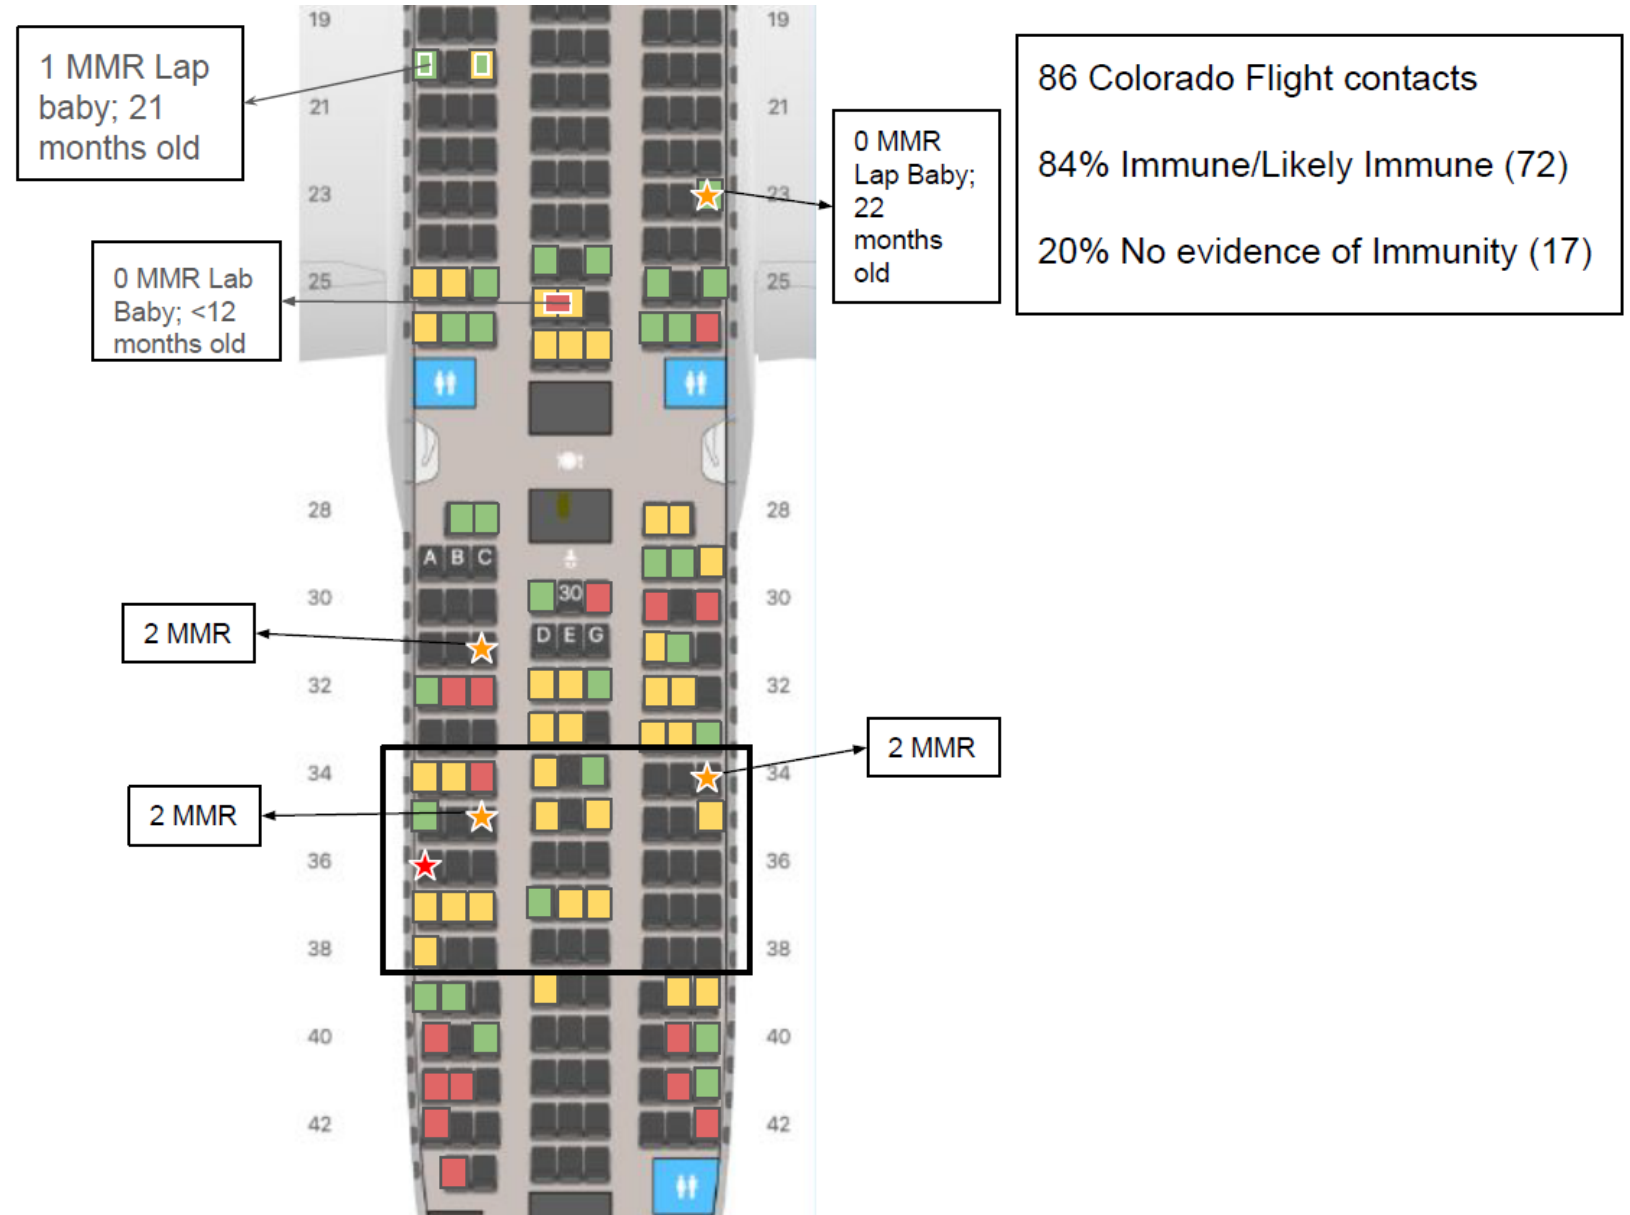 19
19
1 MMR Lap
baby; 21
months old
86 Colorado Flight contacts
84% Immune/Likely Immune (72)
20% No evidence of Immunity (17)
21
21
0 MMR
Lap Baby;
22
months
old
23
23
0 MMR Lab
Baby; <12
months old
25
25
28
28
A B C
30
30
30
2 MMR
D E G
32
32
2 MMR
34
34
2 MMR
36
36
38
38
40
40
42
42